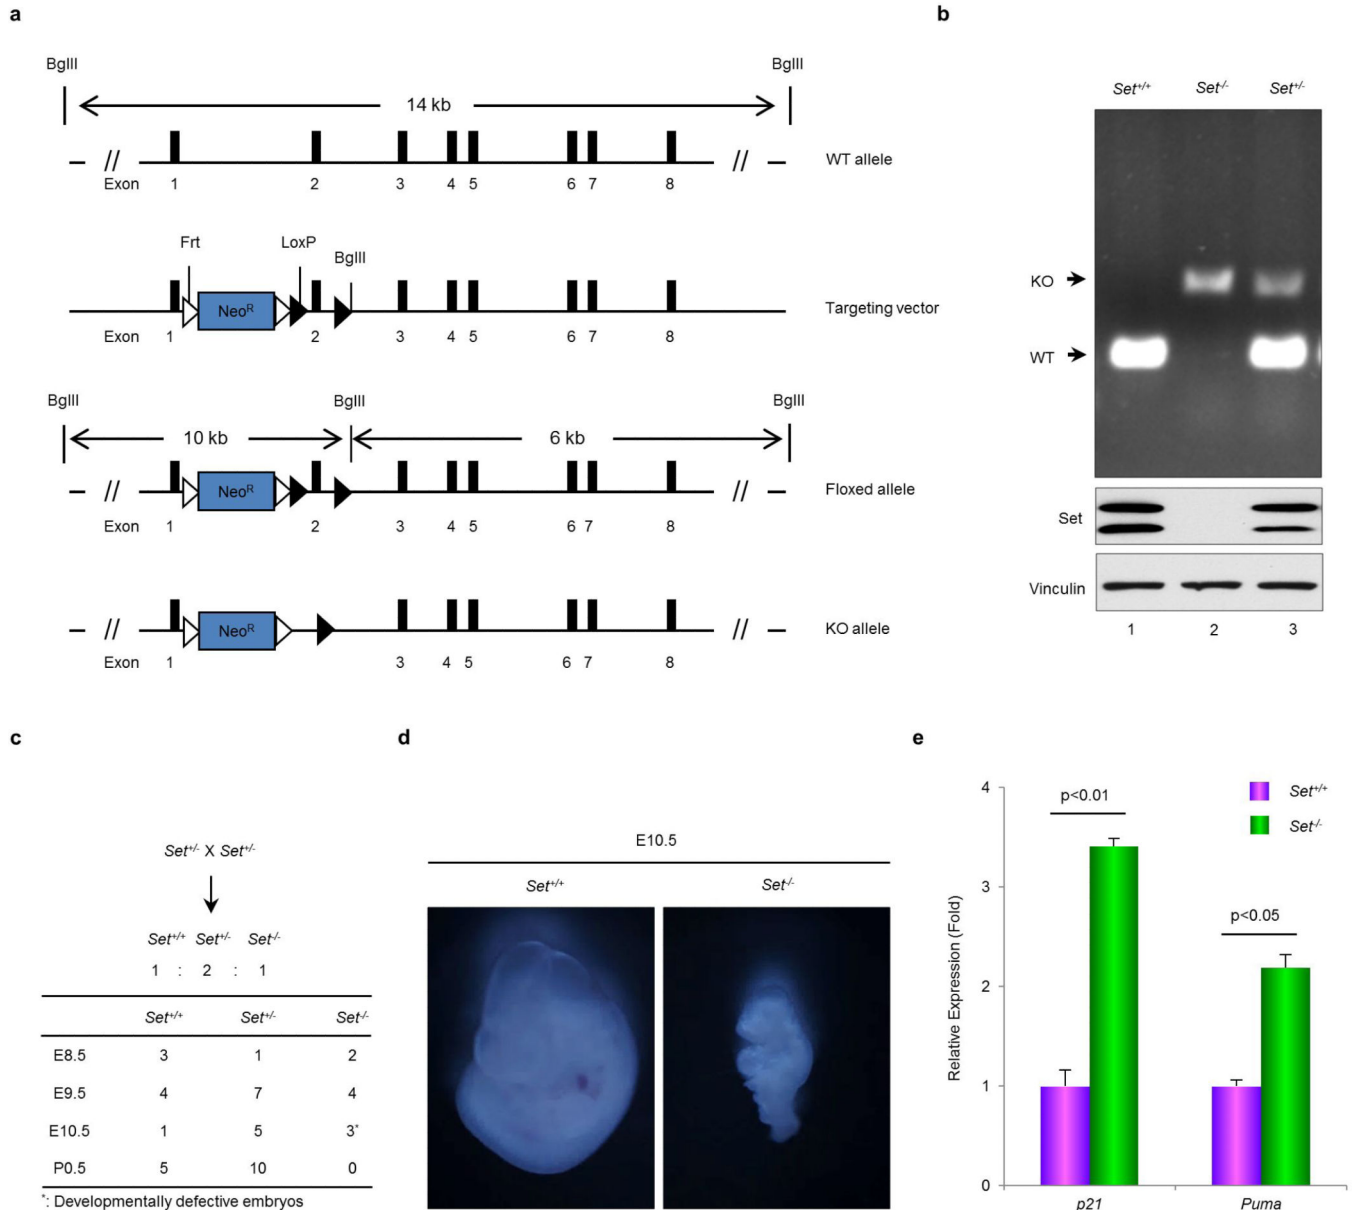 a
BglII
BglII
14 kb
WT allele
Exon 1 2 3 4 5 6 7 8
Frt
LoxP
BglII
Neo^R
Targeting vector
Exon 1 2 3 4 5 6 7 8
BglII
BglII
BglII
10 kb
6 kb
Neo^R
Floxed allele
Exon 1 2 3 4 5 6 7 8
Neo^R
KO allele
Exon 1 3 4 5 6 7 8
b
Set+/+ Set-/- Set+/-
KO
WT
Set
Vinculin
1 2 3
c
Set+/- X Set+/-
Set+/+ Set+/- Set-/-
1 : 2 : 1
Set+/+ Set+/- Set-/-
E8.5 3 1 2
E9.5 4 7 4
E10.5 1 5 3*
P0.5 5 10 0
*: Developmentally defective embryos
d
E10.5
Set+/+ Set-/-
e
Relative Expression (Fold)
4
3
2
1
0
p<0.01
p<0.05
Set+/+
Set-/-
p21 Puma